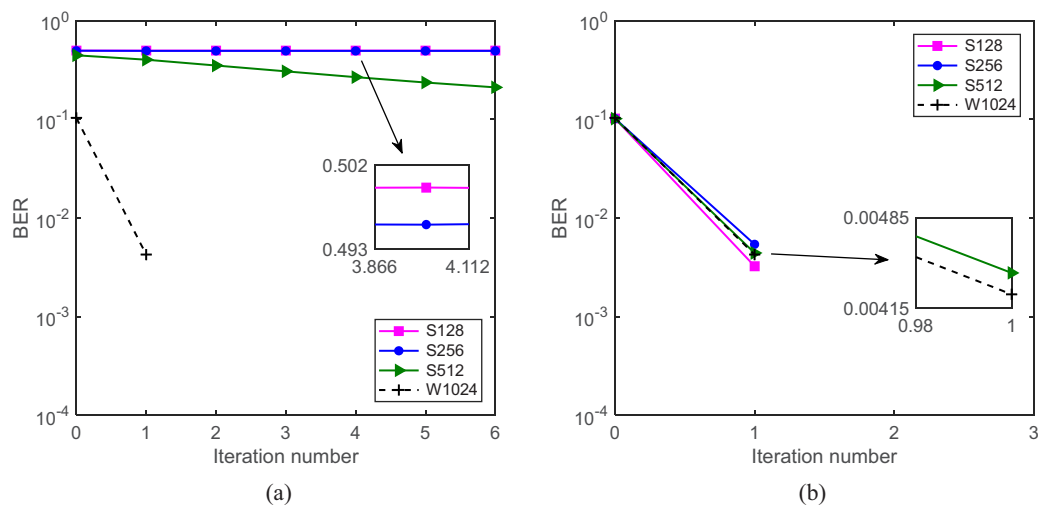 10^0
10^-1
10^-2
10^-3
10^-4
BER
0 1 2 3 4 5 6
Iteration number
0.502
0.493
3.866 4.112
S128
S256
S512
W1024
(a)
10^0
10^-1
10^-2
10^-3
10^-4
BER
0 1 2 3
Iteration number
S128
S256
S512
W1024
0.00485
0.00415
0.98 1
(b)